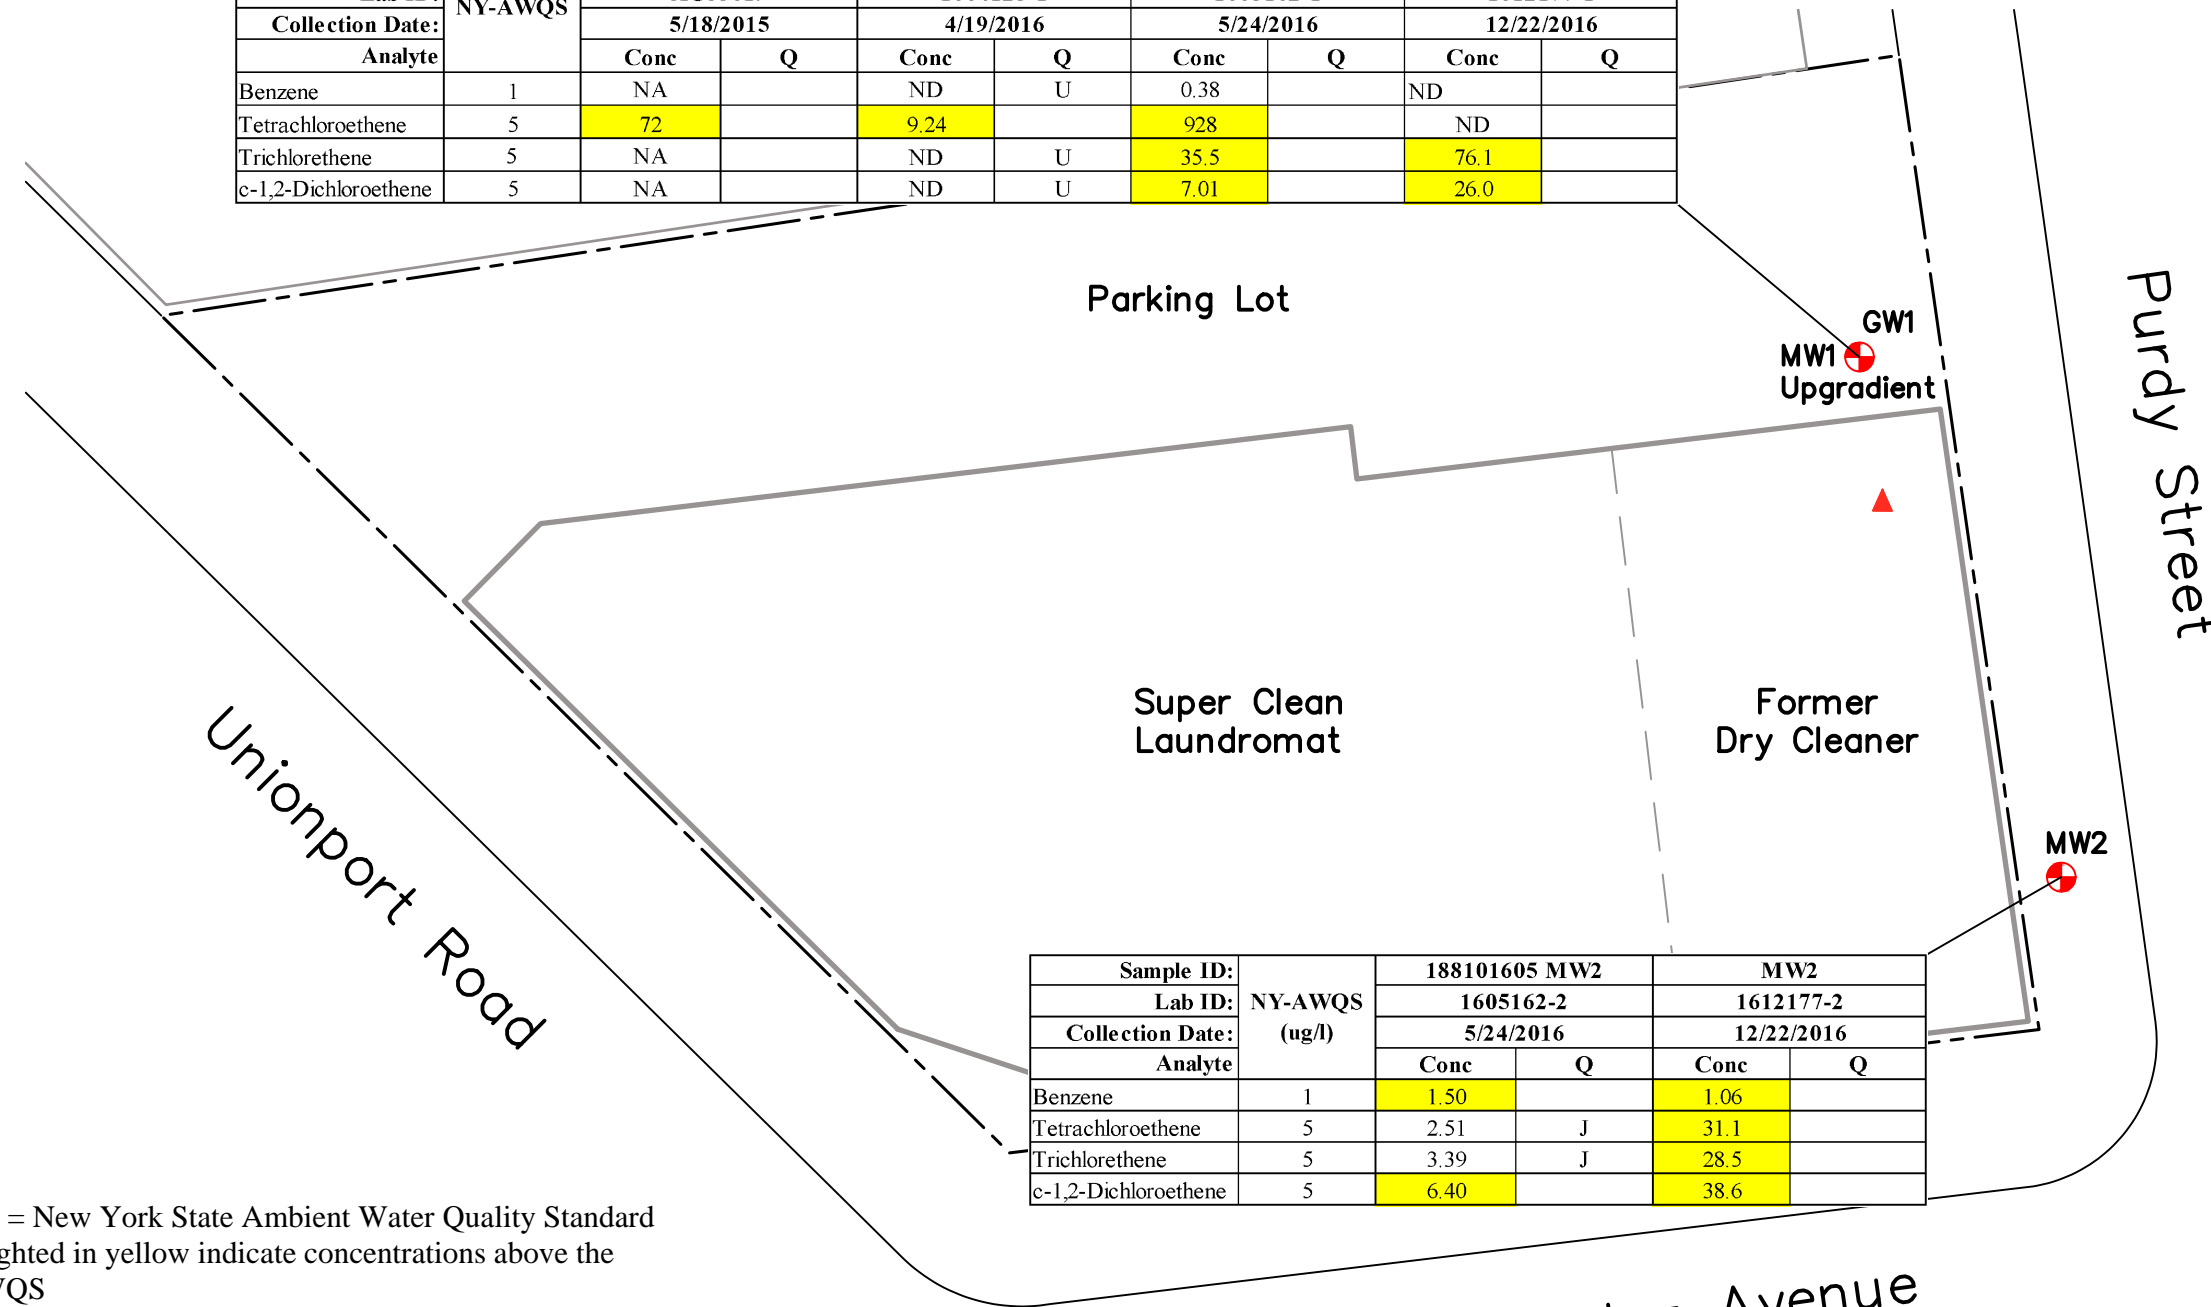 NY-AWQS
Collection Date: 5/18/2015 4/19/2016 5/24/2016 12/22/2016
Analyte Conc Q Conc Q Conc Q Conc Q
Benzene 1 NA ND U 0.38 ND
Tetrachloroethene 5 72 9.24 928 ND
Trichlorethene 5 NA ND U 35.5 76.1
c-1,2-Dichloroethene 5 NA ND U 7.01 26.0
Parking Lot
GW1
MW1
Upgradient
Purdy Street
Super Clean
Laundromat
Former
Dry Cleaner
Unionport Road
MW2
Sample ID: 188101605 MW2 MW2
Lab ID: NY-AWQS 1605162-2 1612177-2
Collection Date: (ug/l) 5/24/2016 12/22/2016
Analyte Conc Q Conc Q
Benzene 1 1.50 1.06
Tetrachloroethene 5 2.51 J 31.1
Trichlorethene 5 3.39 J 28.5
c-1,2-Dichloroethene 5 6.40 38.6
= New York State Ambient Water Quality Standard
ghted in yellow indicate concentrations above the
WQS
Avenue